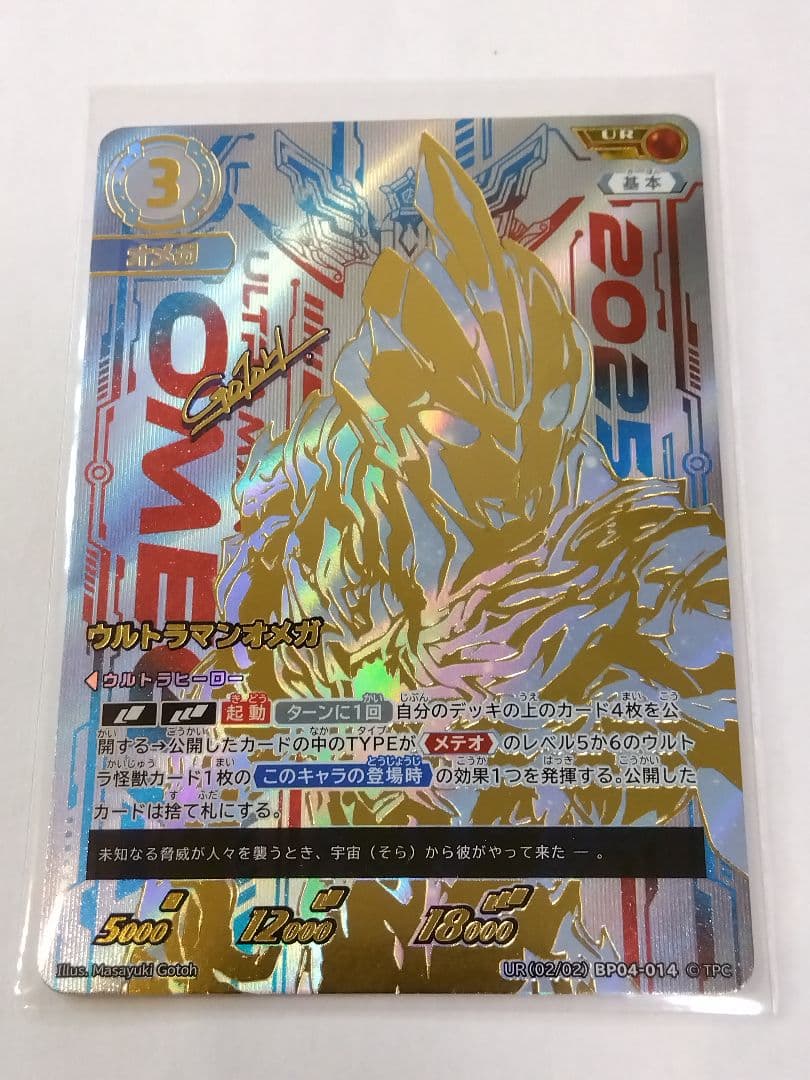 3
UR
基本
オメガ
ULTRAMAN
OMEG
2025
GOTOH
ウルトラマンオメガ
ウルトラヒーロー
起動 ターンに1回 自分のデッキの上のカード4枚を公
開する→公開したカードの中のTYPEが メテオ のレベル5か6のウルト
ラ怪獣カード1枚の このキャラの登場時 の効果1つを発揮する。公開した
カードは捨て札にする。
未知なる脅威が人々を襲うとき、宇宙（そら）から彼がやって来た ― 。
5000 12000 18000
Illus. Masayuki Gotoh UR(02/02) BP04-014 © TPC